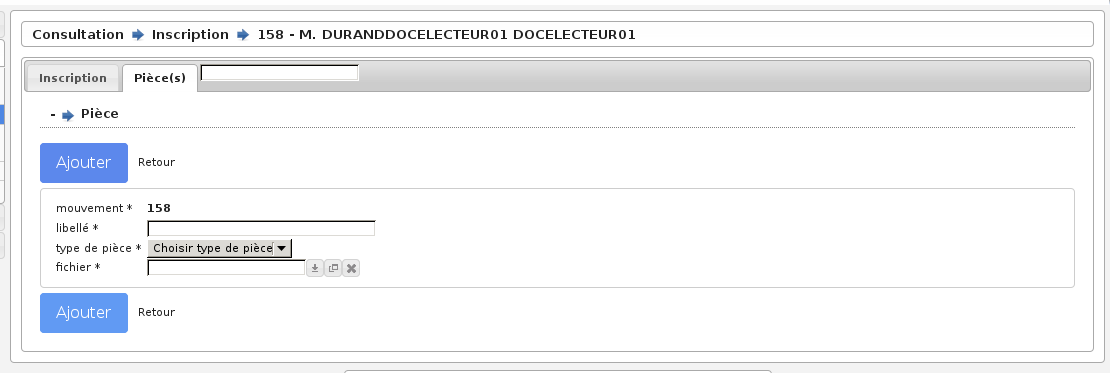 Consultation Inscription 158 - M. DURANDDOCELECTEUR01 DOCELECTEUR01
Inscription Pièce(s)
- Pièce
Ajouter Retour
mouvement * 158
libellé *
type de pièce * Choisir type de pièce
fichier *
Ajouter Retour